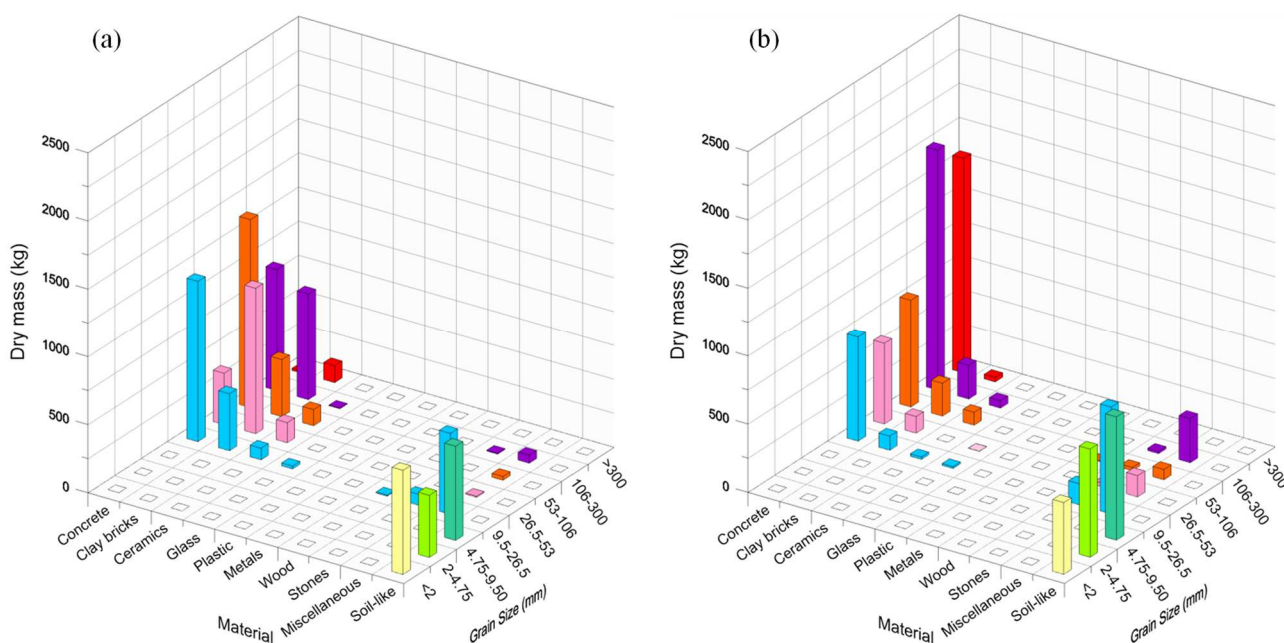 (a)
2500
2000
1500
1000
500
0
Dry mass (kg)
Concrete
Clay bricks
Ceramics
Glass
Plastic
Metals
Wood
Stones
Miscellaneous
Soil-like
Material
<2
2-4.75
4.75-9.50
9.5-26.5
26.5-53
53-106
106-300
>300
Grain Size (mm)
(b)
2500
2000
1500
1000
500
0
Dry mass (kg)
Concrete
Clay bricks
Ceramics
Glass
Plastic
Metals
Wood
Stones
Miscellaneous
Soil-like
Material
<2
2-4.75
4.75-9.50
9.5-26.5
26.5-53
53-106
106-300
>300
Grain Size (mm)